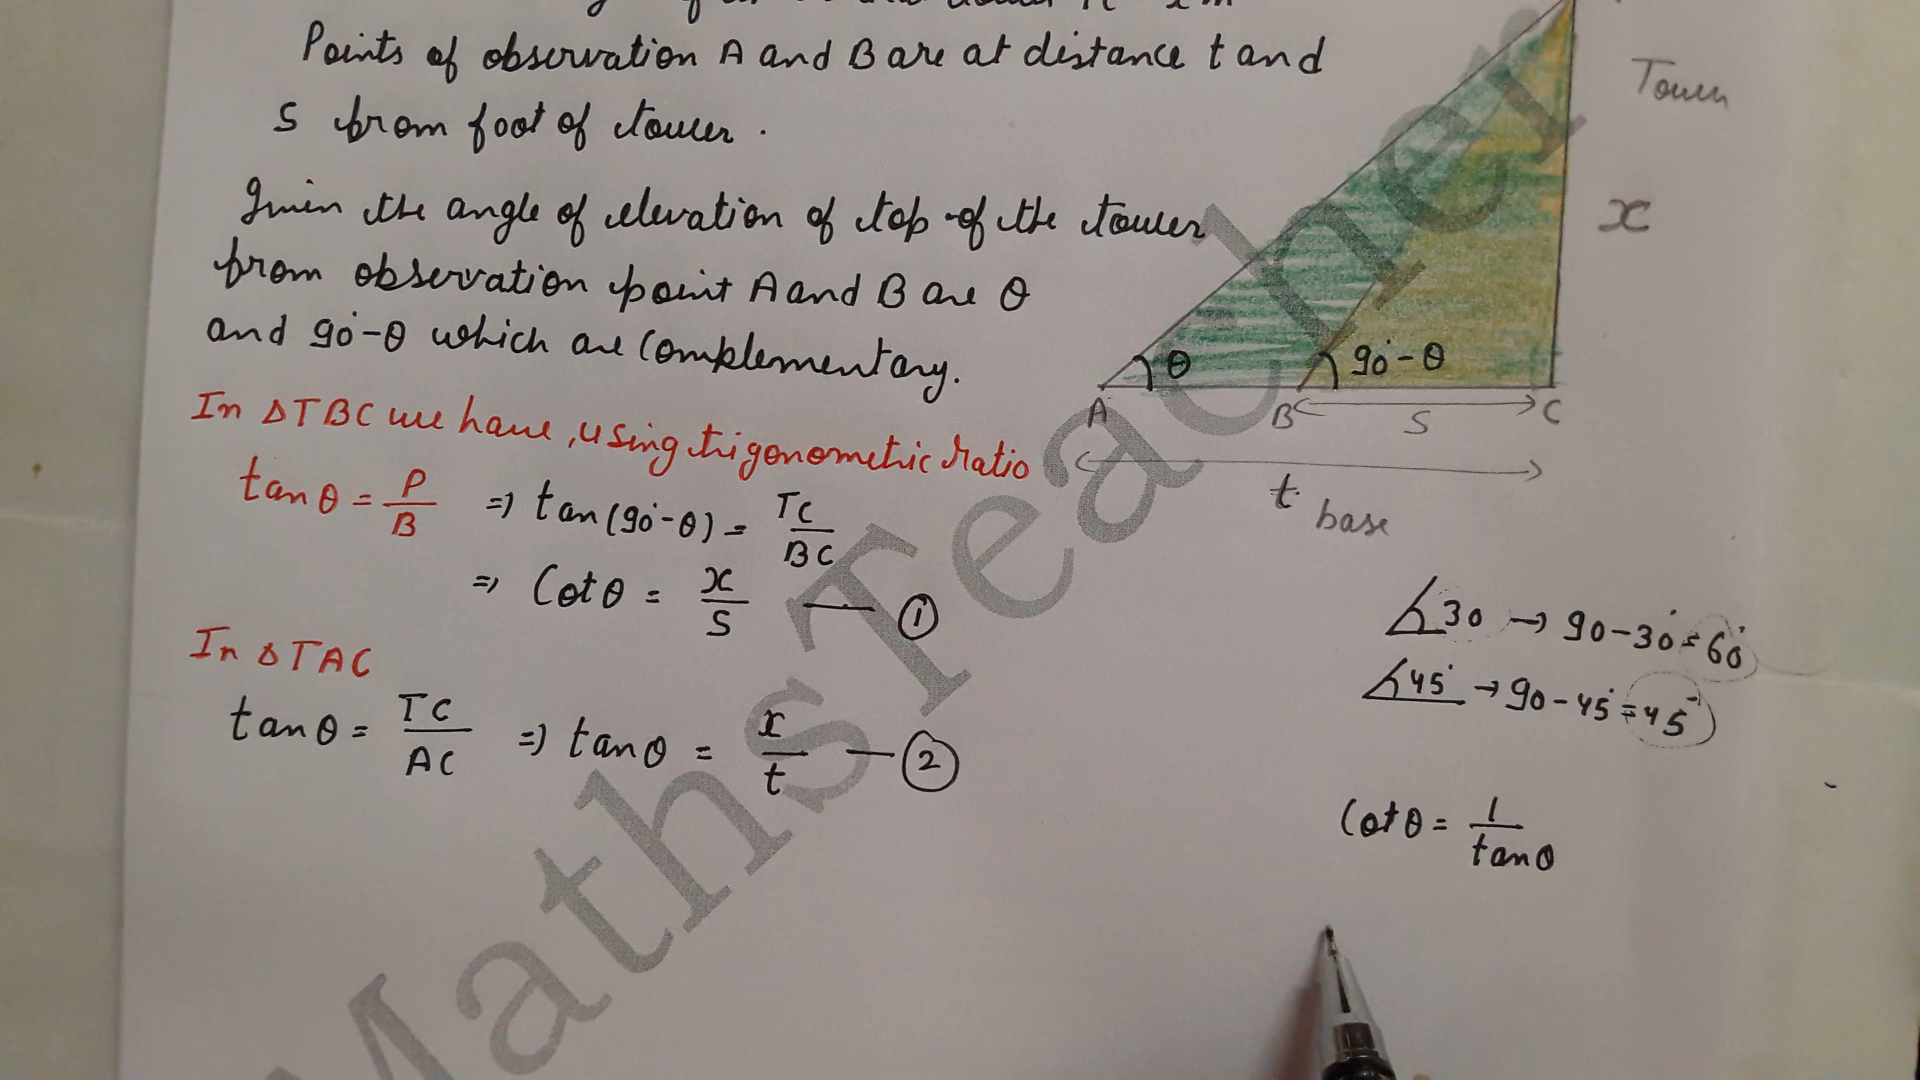 Points of observation A and B are at distance t and
S from foot of tower.
Given the angle of elevation of top of the tower
from observation point A and B are θ
and 90°-θ which are Complementary.
In ΔTBC we have, using trigonometric ratio
tanθ = P/B => tan(90°-θ) = TC/BC
=> Cotθ = x/S — ①
In ΔTAC
tanθ = TC/AC => tanθ = x/t — ②
Tower
x
θ
90°-θ
A
B
S
C
t
base
∠30 → 90-30°=60°
∠45° → 90-45°=45°
Cotθ = 1/tanθ
Maths Teacher